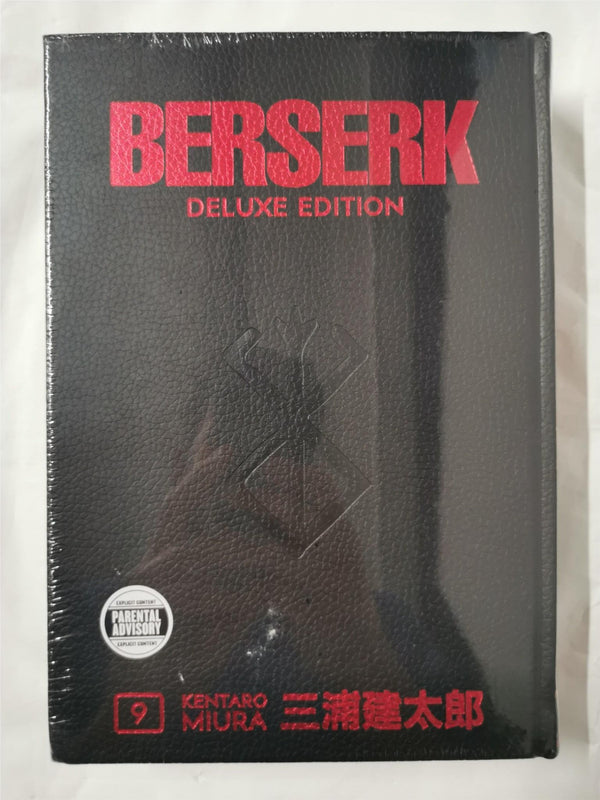 BERSERK
DELUXE EDITION
EXPLICIT CONTENT
PARENTAL
ADVISORY
EXPLICIT CONTENT
9
KENTARO
MIURA
三浦建太郎